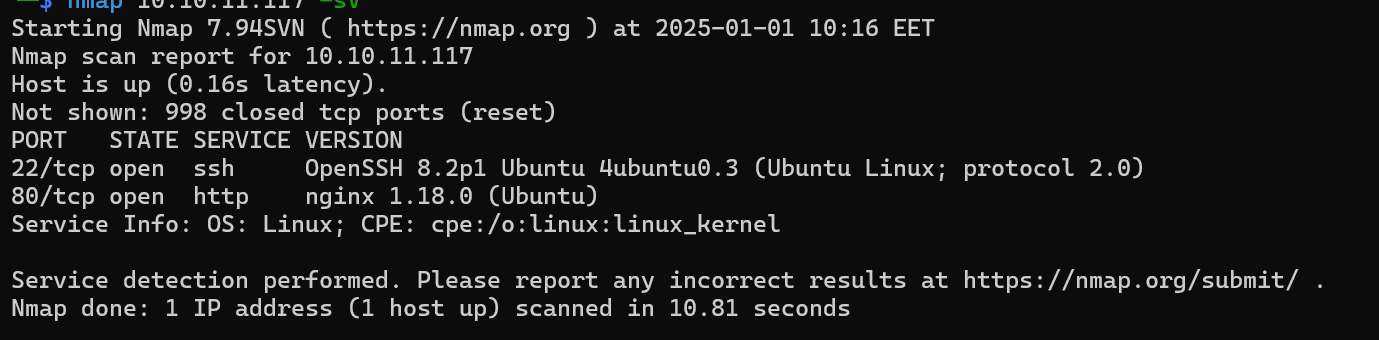 $ nmap 10.10.11.117 -sV
Starting Nmap 7.94SVN ( https://nmap.org ) at 2025-01-01 10:16 EET
Nmap scan report for 10.10.11.117
Host is up (0.16s latency).
Not shown: 998 closed tcp ports (reset)
PORT   STATE SERVICE VERSION
22/tcp open  ssh     OpenSSH 8.2p1 Ubuntu 4ubuntu0.3 (Ubuntu Linux; protocol 2.0)
80/tcp open  http    nginx 1.18.0 (Ubuntu)
Service Info: OS: Linux; CPE: cpe:/o:linux:linux_kernel

Service detection performed. Please report any incorrect results at https://nmap.org/submit/ .
Nmap done: 1 IP address (1 host up) scanned in 10.81 seconds